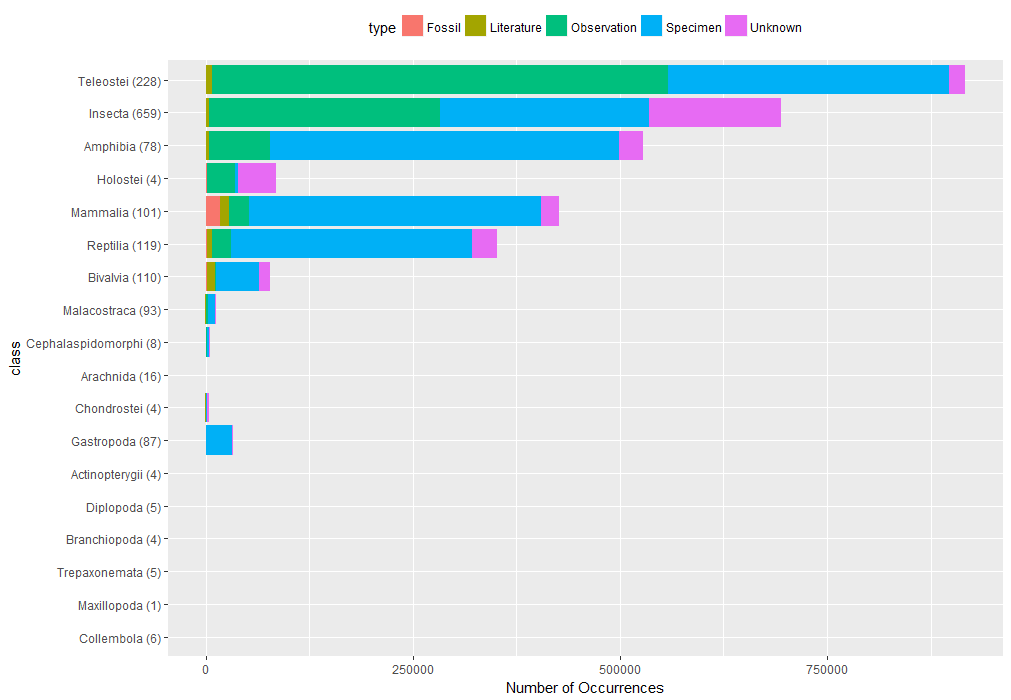 type Fossil Literature Observation Specimen Unknown
Teleostei (228)
Insecta (659)
Amphibia (78)
Holostei (4)
Mammalia (101)
Reptilia (119)
Bivalvia (110)
Malacostraca (93)
Cephalaspidomorphi (8)
class
Arachnida (16)
Chondrostei (4)
Gastropoda (87)
Actinopterygii (4)
Diplopoda (5)
Branchiopoda (4)
Trepaxonemata (5)
Maxillopoda (1)
Collembola (6)
0 250000 500000 750000
Number of Occurrences